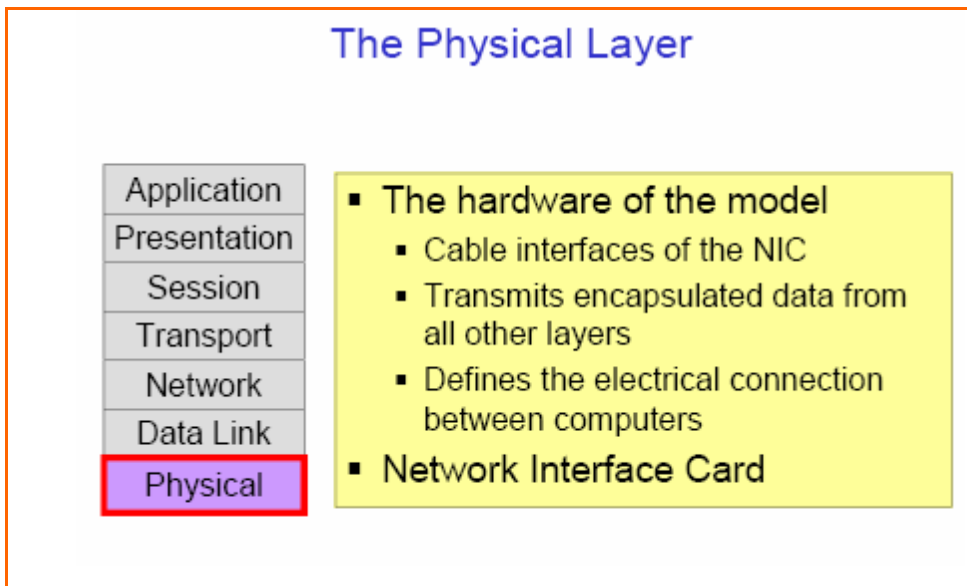 The Physical Layer
Application
Presentation
Session
Transport
Network
Data Link
Physical
▪ The hardware of the model
▪ Cable interfaces of the NIC
▪ Transmits encapsulated data from
all other layers
▪ Defines the electrical connection
between computers
▪ Network Interface Card